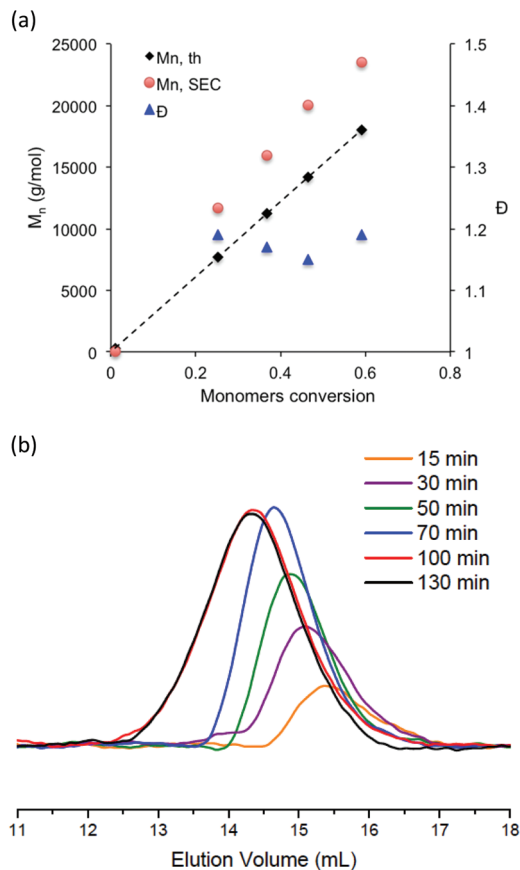 (a)
25000
20000
15000
10000
5000
0
Mn, th
Mn, SEC
Đ
1.5
1.4
1.3
1.2
1.1
1
Mn (g/mol)
Đ
0
0.2
0.4
0.6
0.8
Monomers conversion
(b)
15 min
30 min
50 min
70 min
100 min
130 min
11 12 13 14 15 16 17 18
Elution Volume (mL)